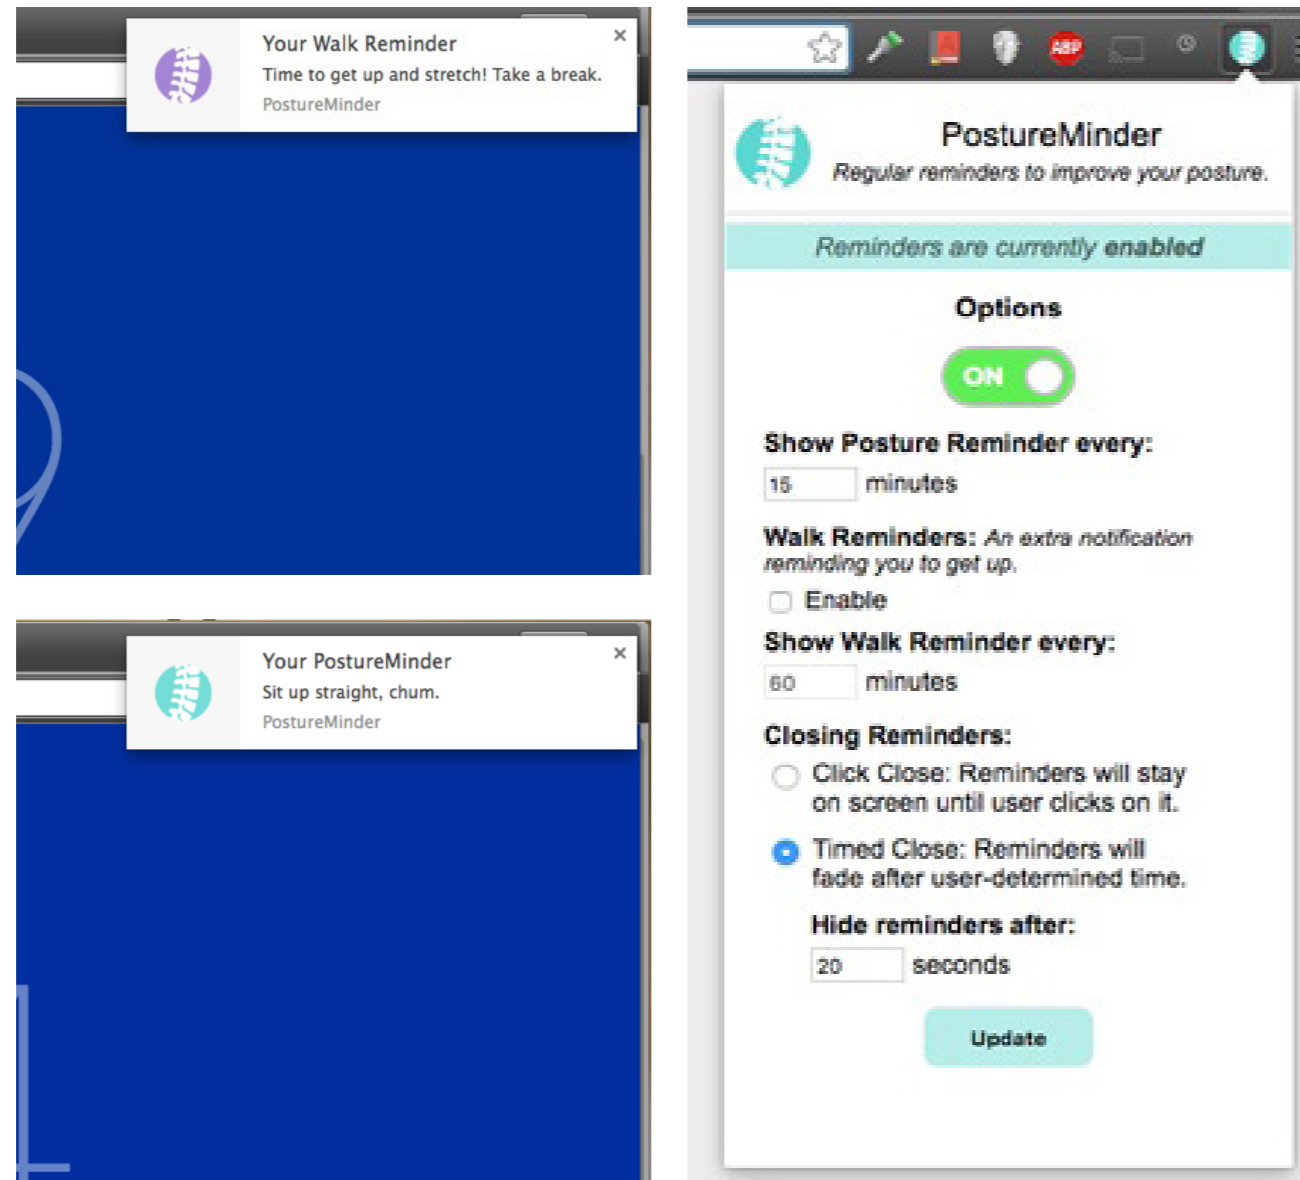 Your Walk Reminder
Time to get up and stretch! Take a break.
PostureMinder
Your PostureMinder
Sit up straight, chum.
PostureMinder
ABP
PostureMinder
Regular reminders to improve your posture.
Reminders are currently enabled
Options
ON
Show Posture Reminder every:
15 minutes
Walk Reminders: An extra notification
reminding you to get up.
Enable
Show Walk Reminder every:
60 minutes
Closing Reminders:
Click Close: Reminders will stay
on screen until user clicks on it.
Timed Close: Reminders will
fade after user-determined time.
Hide reminders after:
20 seconds
Update